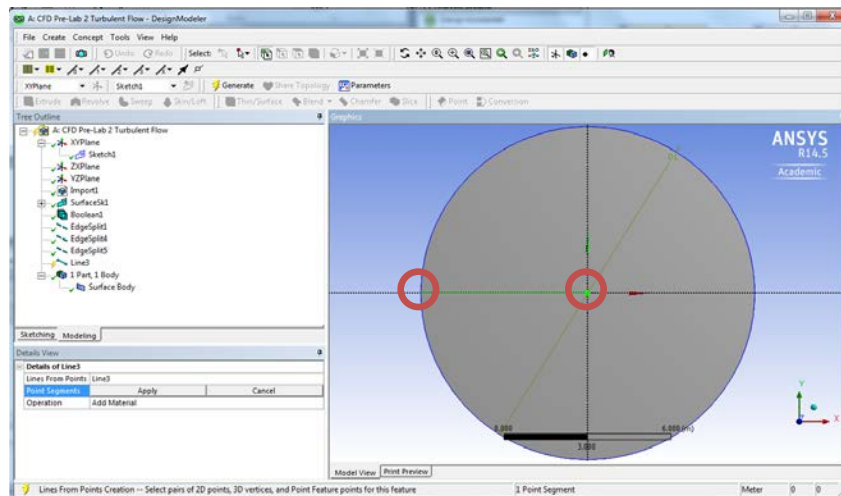 A: CFD Pre-Lab 2 Turbulent Flow - DesignModeler
File Create Concept Tools View Help
Undo Redo Select:
XYPlane Sketch1 Generate Share Topology Parameters
Extrude Revolve Sweep Skin/Loft Thin/Surface Blend Chamfer Slice Point Conversion
Tree Outline
Graphics
A: CFD Pre-Lab 2 Turbulent Flow
XYPlane
Sketch1
ZXPlane
YZPlane
Import1
SurfaceSk1
Boolean1
EdgeSplit1
EdgeSplit4
EdgeSplit5
Line3
1 Part, 1 Body
Surface Body
Sketching Modeling
Details View
Details of Line3
Lines From Points Line3
Point Segments Apply Cancel
Operation Add Material
ANSYS
R14.5
Academic
0.000 6.000 (m)
3.000
Y
X
Model View Print Preview
Lines From Points Creation -- Select pairs of 2D points, 3D vertices, and Point Feature points for this feature 1 Point Segment Meter 0 0